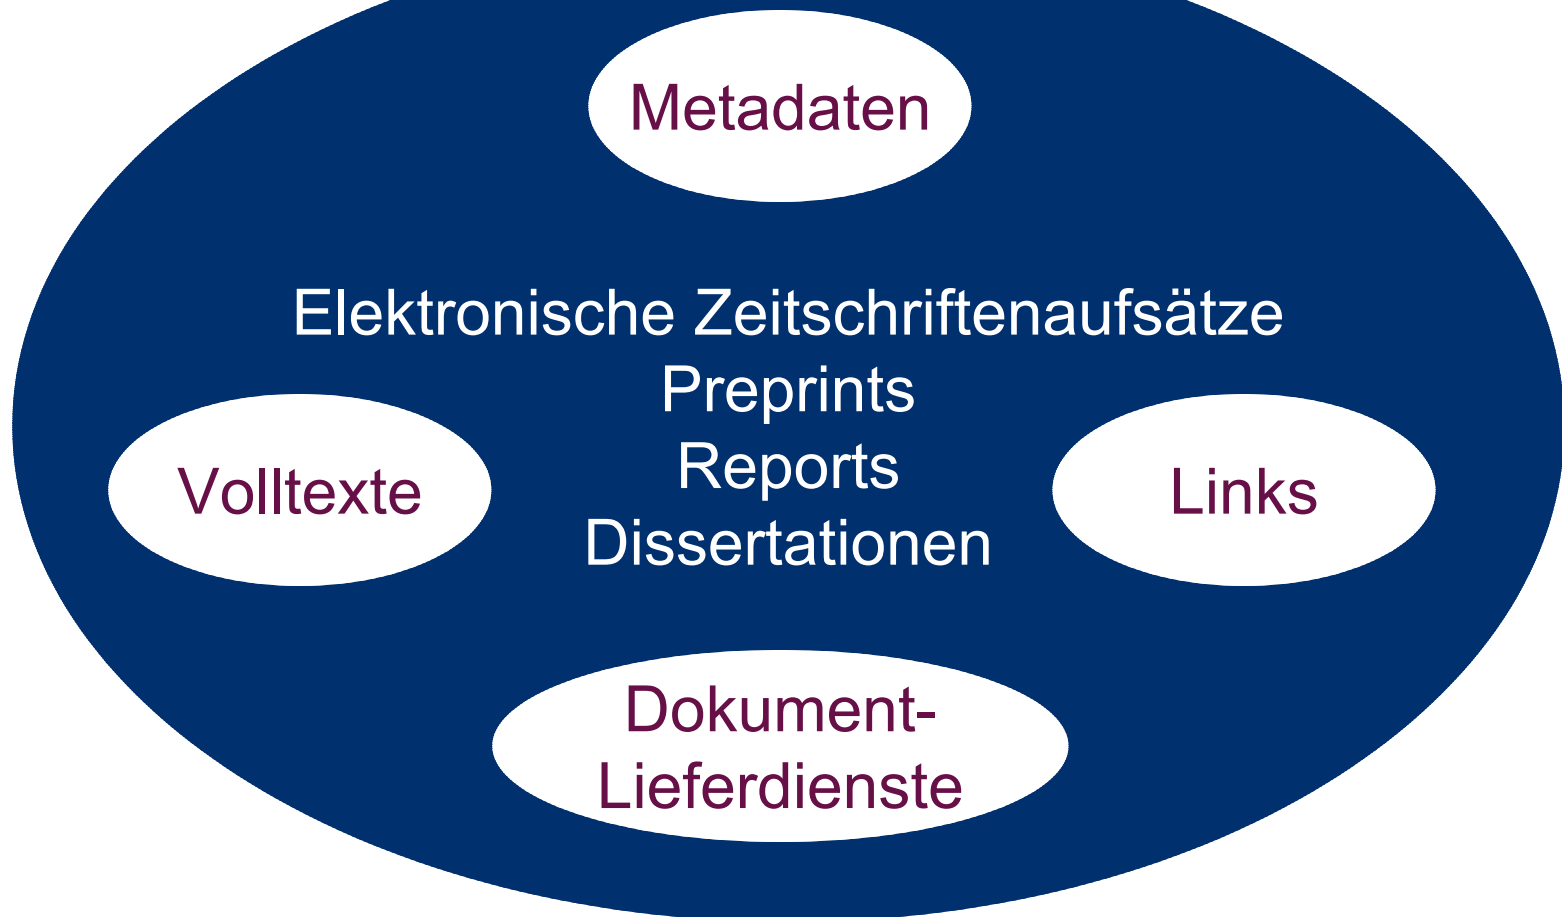 Metadaten
Elektronische Zeitschriftenaufsätze
Preprints
Reports
Dissertationen
Volltexte
Links
Dokument-
Lieferdienste